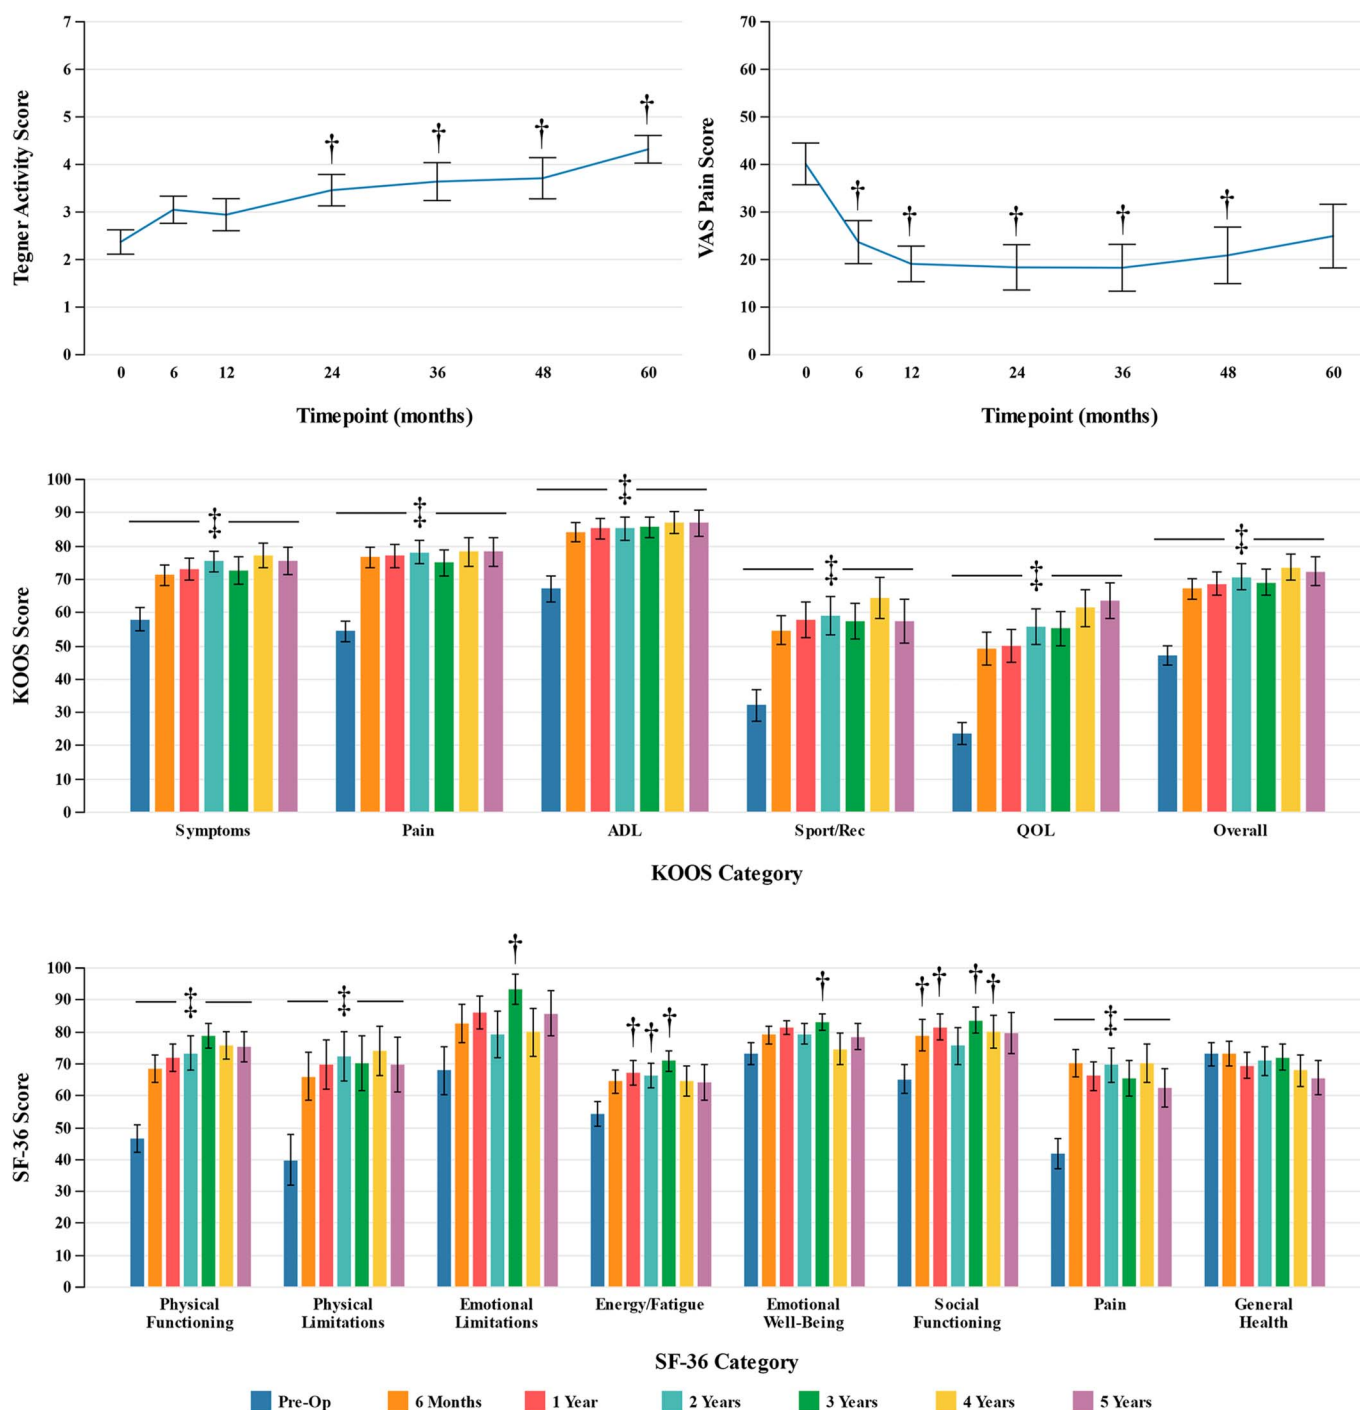 Tegner Activity Score
7
6
5
4
3
2
1
0
† † † †
0 6 12 24 36 48 60
Timepoint (months)
VAS Pain Score
70
60
50
40
30
20
10
0
† † † † †
0 6 12 24 36 48 60
Timepoint (months)
KOOS Score
100
90
80
70
60
50
40
30
20
10
0
‡ ‡ ‡ ‡ ‡ ‡
Symptoms Pain ADL Sport/Rec QOL Overall
KOOS Category
SF-36 Score
100
90
80
70
60
50
40
30
20
10
0
‡ ‡ † † † † † † † † † ‡
Physical Functioning
Physical Limitations
Emotional Limitations
Energy/Fatigue
Emotional Well-Being
Social Functioning
Pain
General Health
SF-36 Category
Pre-Op 6 Months 1 Year 2 Years 3 Years 4 Years 5 Years